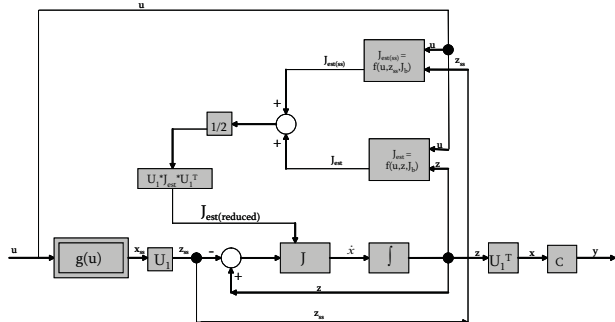 u
J_est(ss) =
f(u,z_ss,J_b)
u
z_ss
J_est(ss)
+
+
1/2
J_est =
f(u,z,J_b)
u
z
J_est
U_1*J_est*U_1^T
J_est(reduced)
u
g(u)
x_ss
U_1
z_ss
-
+
J
ẋ
∫
z
U_1^T
x
C
y
z
z_ss